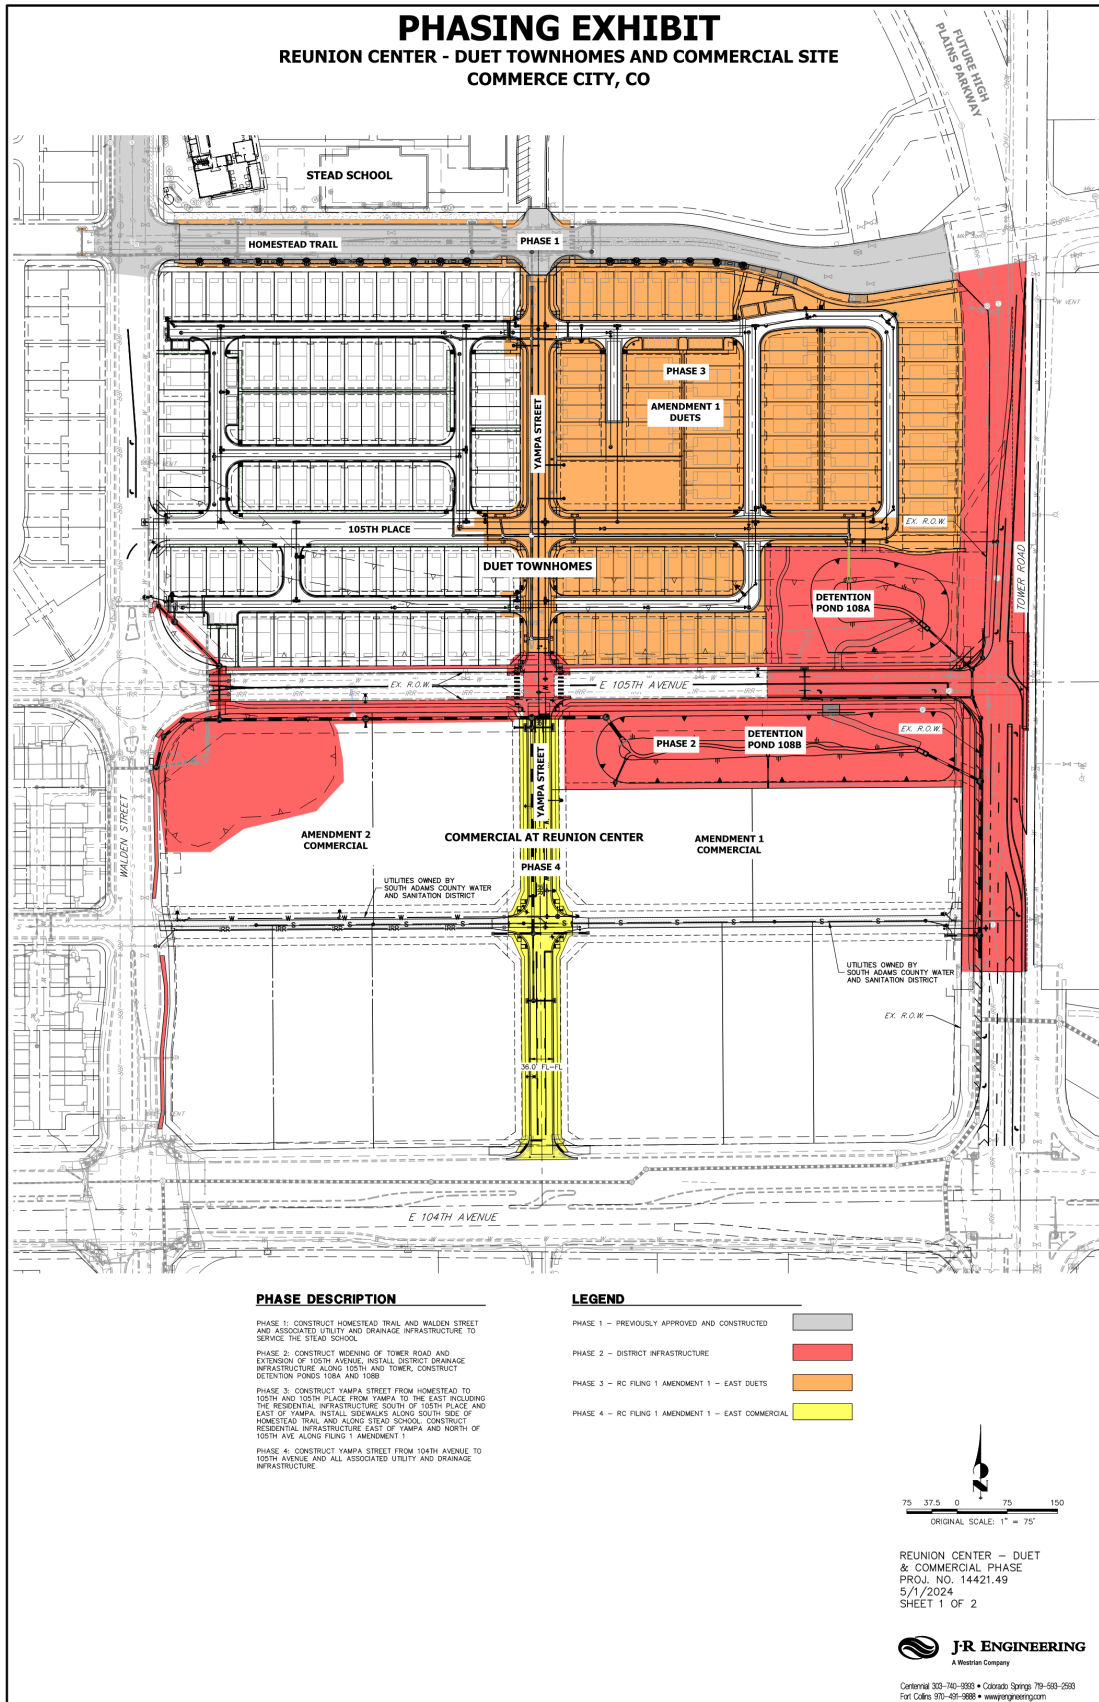 PHASING EXHIBIT
REUNION CENTER - DUET TOWNHOMES AND COMMERCIAL SITE
COMMERCE CITY, CO
FUTURE HIGH
PLAINS PARKWAY
STEAD SCHOOL
HOMESTEAD TRAIL
PHASE 1
W VENT
PHASE 3
AMENDMENT 1
DUETS
YAMPA STREET
105TH PLACE
EX. R.O.W.
DUET TOWNHOMES
DETENTION
POND 108A
TOWER ROAD
EX. R.O.W.
E 105TH AVENUE
EX. R.O.W.
PHASE 2
DETENTION
POND 108B
YAMPA STREET
WALDEN STREET
AMENDMENT 2
COMMERCIAL
COMMERCIAL AT REUNION CENTER
AMENDMENT 1
COMMERCIAL
PHASE 4
UTILITIES OWNED BY
SOUTH ADAMS COUNTY WATER
AND SANITATION DISTRICT
UTILITIES OWNED BY
SOUTH ADAMS COUNTY WATER
AND SANITATION DISTRICT
EX. R.O.W.
36.0' FL-FL
E 104TH AVENUE
PHASE DESCRIPTION
PHASE 1: CONSTRUCT HOMESTEAD TRAIL AND WALDEN STREET
AND ASSOCIATED UTILITY AND DRAINAGE INFRASTRUCTURE TO
SERVICE THE STEAD SCHOOL
PHASE 2: CONSTRUCT WIDENING OF TOWER ROAD AND
EXTENSION OF 105TH AVENUE, INSTALL DISTRICT DRAINAGE
INFRASTRUCTURE ALONG 105TH AND TOWER, CONSTRUCT
DETENTION PONDS 108A AND 108B
PHASE 3: CONSTRUCT YAMPA STREET FROM HOMESTEAD TO
105TH AND 105TH PLACE FROM YAMPA TO THE EAST INCLUDING
THE RESIDENTIAL INFRASTRUCTURE SOUTH OF 105TH PLACE AND
EAST OF YAMPA. INSTALL SIDEWALKS ALONG SOUTH SIDE OF
HOMESTEAD TRAIL AND ALONG STEAD SCHOOL. CONSTRUCT
RESIDENTIAL INFRASTRUCTURE EAST OF YAMPA AND NORTH OF
105TH AVE ALONG FILING 1 AMENDMENT 1
PHASE 4: CONSTRUCT YAMPA STREET FROM 104TH AVENUE TO
105TH AVENUE AND ALL ASSOCIATED UTILITY AND DRAINAGE
INFRASTRUCTURE
LEGEND
PHASE 1 – PREVIOUSLY APPROVED AND CONSTRUCTED
PHASE 2 – DISTRICT INFRASTRUCTURE
PHASE 3 – RC FILING 1 AMENDMENT 1 – EAST DUETS
PHASE 4 – RC FILING 1 AMENDMENT 1 – EAST COMMERCIAL
75 37.5 0 75 150
ORIGINAL SCALE: 1" = 75'
REUNION CENTER – DUET
& COMMERCIAL PHASE
PROJ. NO. 14421.49
5/1/2024
SHEET 1 OF 2
J·R ENGINEERING
A Westrian Company
Centennial 303-740-9393 • Colorado Springs 719-593-2593
Fort Collins 970-491-9888 • www.jrengineering.com